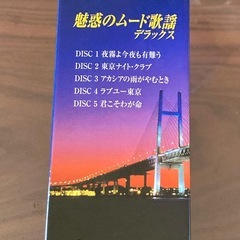 魅惑のムード歌謡
デラックス
DISC 1 夜霧よ今夜も有難う
DISC 2 東京ナイト・クラブ
DISC 3 アカシアの雨がやむとき
DISC 4 ラブユー東京
DISC 5 君こそわが命